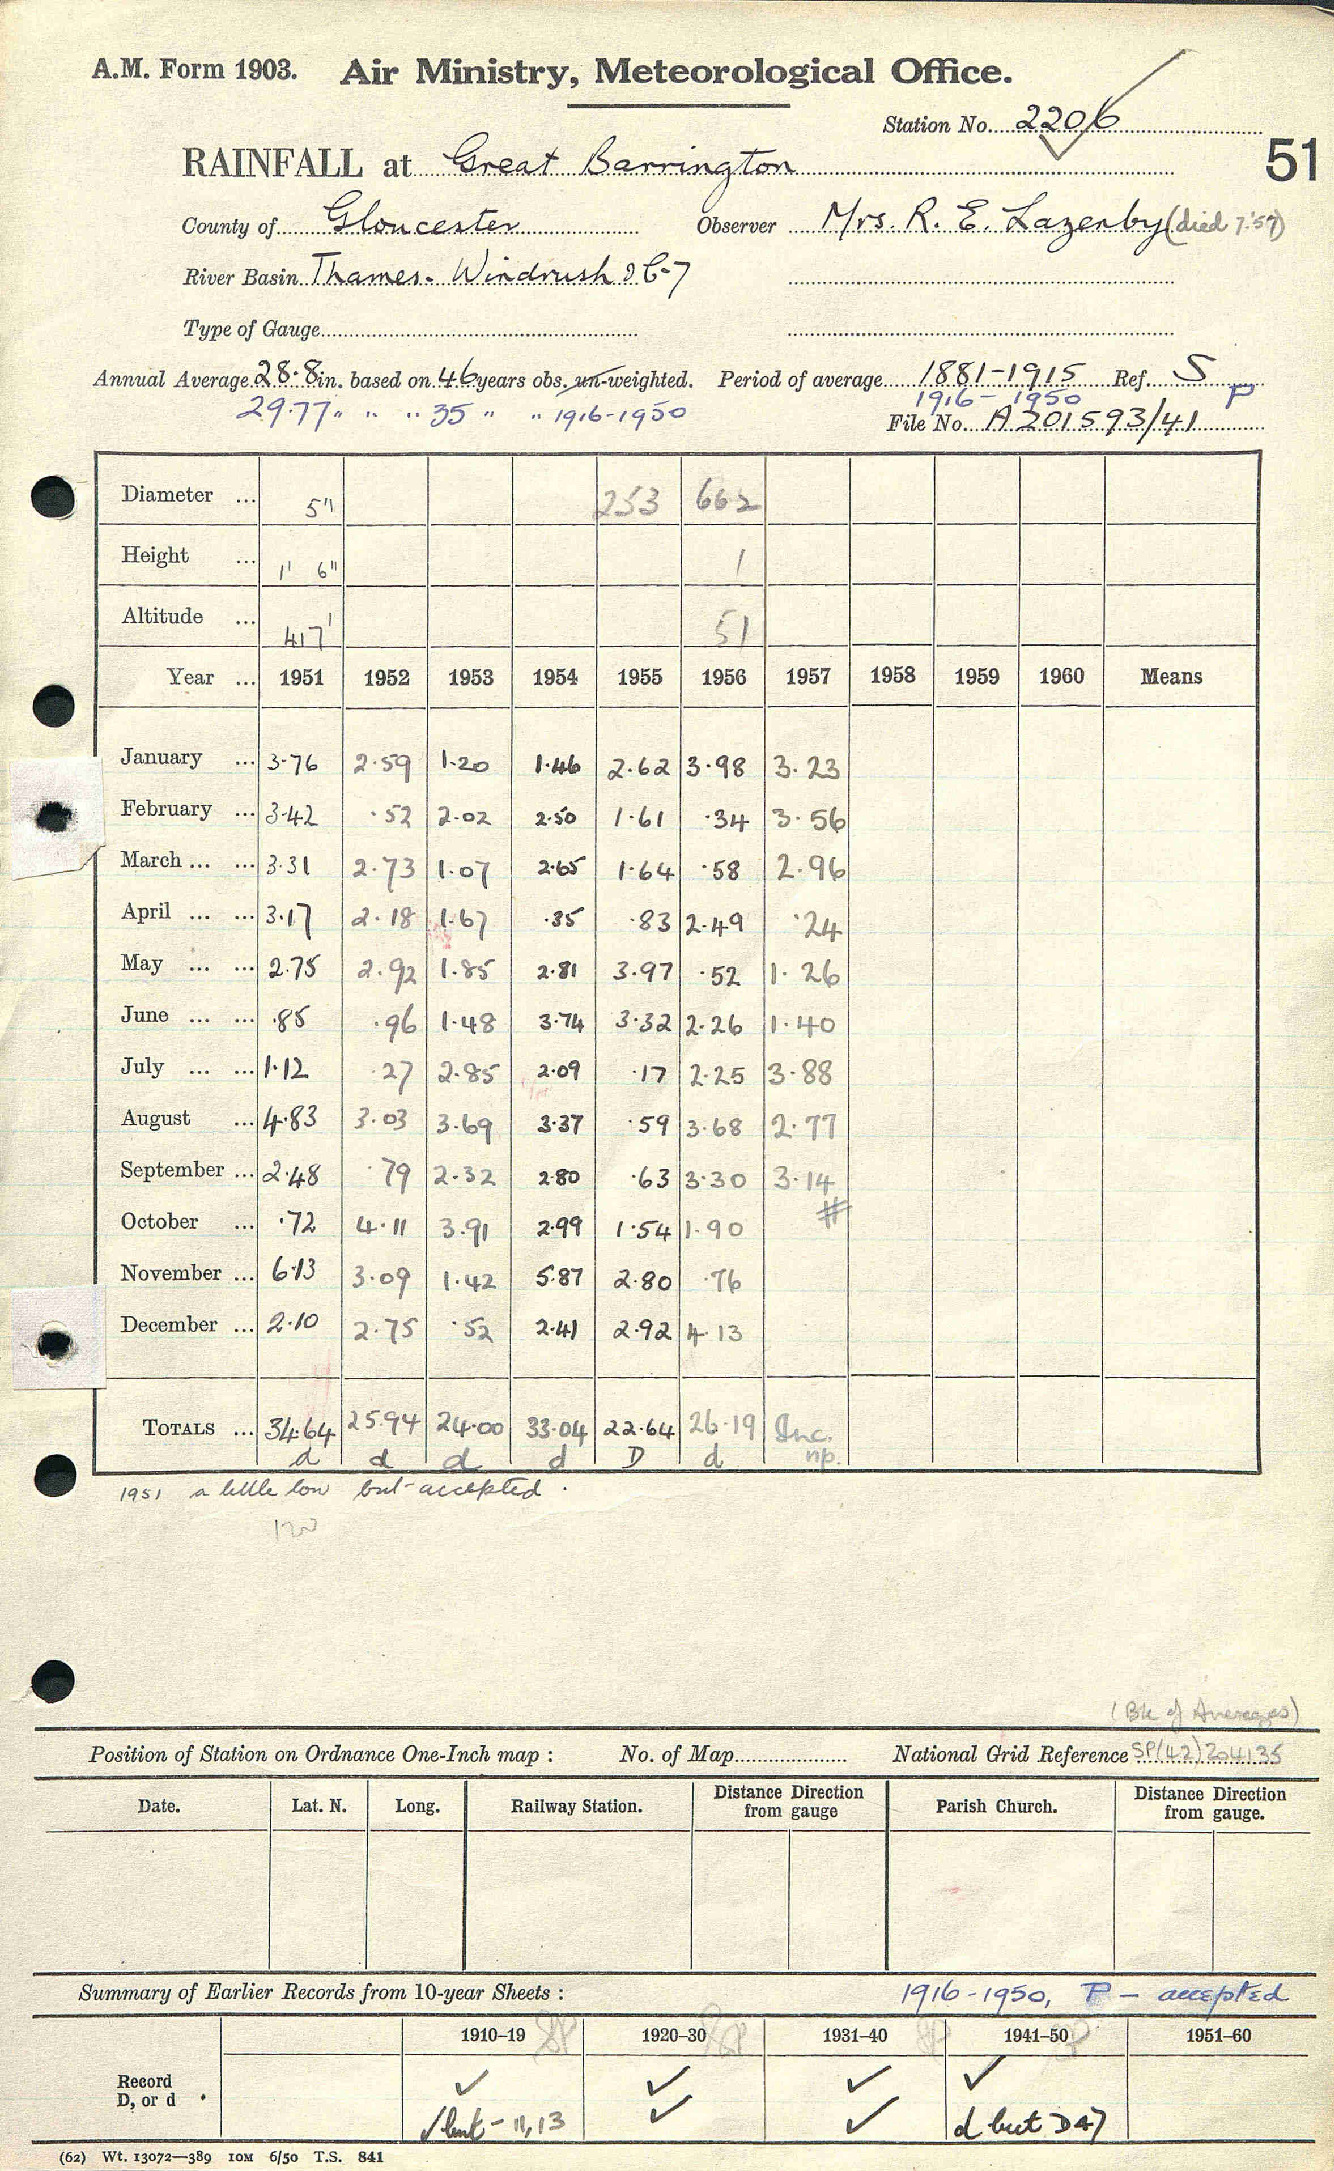 A.M. Form 1903. Air Ministry, Meteorological Office.
Station No. 2206
51
RAINFALL at Great Barrington
County of Gloucester Observer Mrs. R. E. Lazenby (died 7.'57)
River Basin Thames. Windrush 8C-7
Type of Gauge
Annual Average 28.8 in. based on 46 years obs. un-weighted. Period of average 1881-1915 Ref. S
29.77 " " " 35 " " 1916-1950 1916-1950 P
File No. A201593/41
Diameter ... 5" 253 662
Height ... 1' 6" 1
Altitude ... 417' 51
Year ... 1951 1952 1953 1954 1955 1956 1957 1958 1959 1960 Means
January ... 3.76 2.59 1.20 1.46 2.62 3.98 3.23
February ... 3.42 .52 2.02 2.50 1.61 .34 3.56
March ... ... 3.31 2.73 1.07 2.65 1.64 .58 2.96
April ... ... 3.17 2.18 1.67 .35 .83 2.49 .24
May ... ... 2.75 2.92 1.85 2.81 3.97 .52 1.26
June ... ... .85 .96 1.48 3.74 3.32 2.26 1.40
July ... ... 1.12 .27 2.85 2.09 .17 2.25 3.88
August ... 4.83 3.03 3.69 3.37 .59 3.68 2.77
September ... 2.48 .79 2.32 2.80 .63 3.30 3.14
October ... .72 4.11 3.91 2.99 1.54 1.90 #
November ... 6.13 3.09 1.42 5.87 2.80 .76
December ... 2.10 2.75 .52 2.41 2.92 4.13
TOTALS ... 34.64 25.94 24.00 33.04 22.64 26.19 Inc.
d d d d D d np.
1951 a little low but accepted.
(Bk of Averages)
Position of Station on Ordnance One-Inch map : No. of Map National Grid Reference SP(42)204135
Date. Lat. N. Long. Railway Station. Distance from gauge Direction Parish Church. Distance from gauge. Direction
Summary of Earlier Records from 10-year Sheets : 1916-1950, P - accepted
1910-19 1920-30 1931-40 1941-50 1951-60
Record ✓ ✓ ✓ ✓
D, or d . ✓ but - 11,13 ✓ ✓ d but D47
(62) Wt. 13072—389 IOM 6/50 T.S. 841